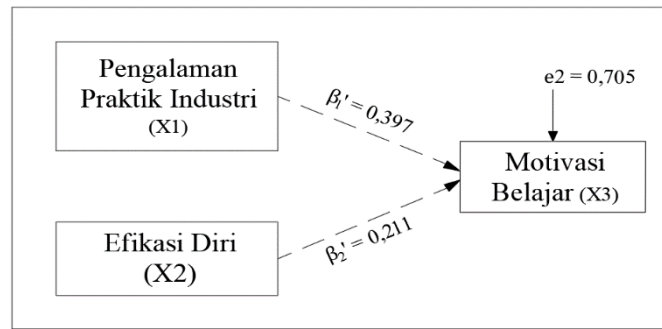 Pengalaman
Praktik Industri
(X1)
β₁' = 0,397
e2 = 0,705
Motivasi
Belajar (X3)
Efikasi Diri
(X2)
β₂' = 0,211